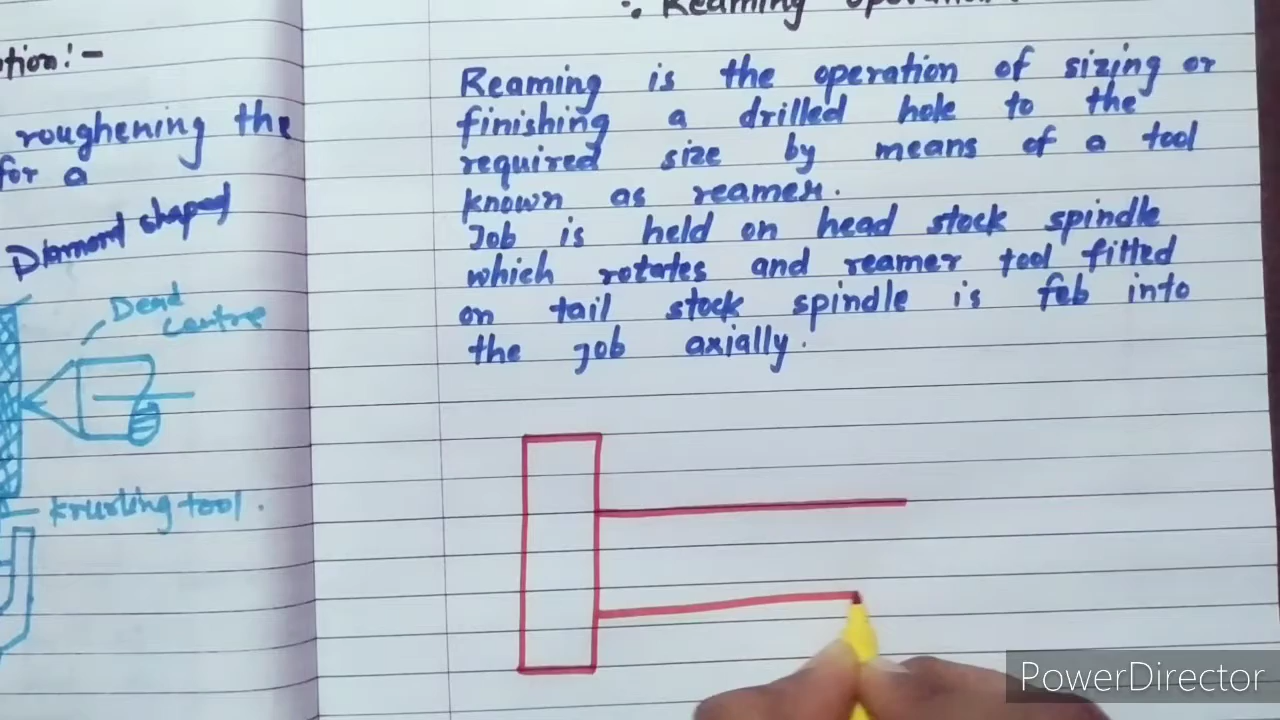 ∴ Reaming operation:
ption:-
roughening the
for a
Diamond shaped
Dead
centre
Knurling tool.
Reaming is the operation of sizing or
finishing a drilled hole to the
required size by means of a tool
known as reamer.
Job is held on head stock spindle
which rotates and reamer tool fitted
on tail stock spindle is feb into
the job axially.
PowerDirector